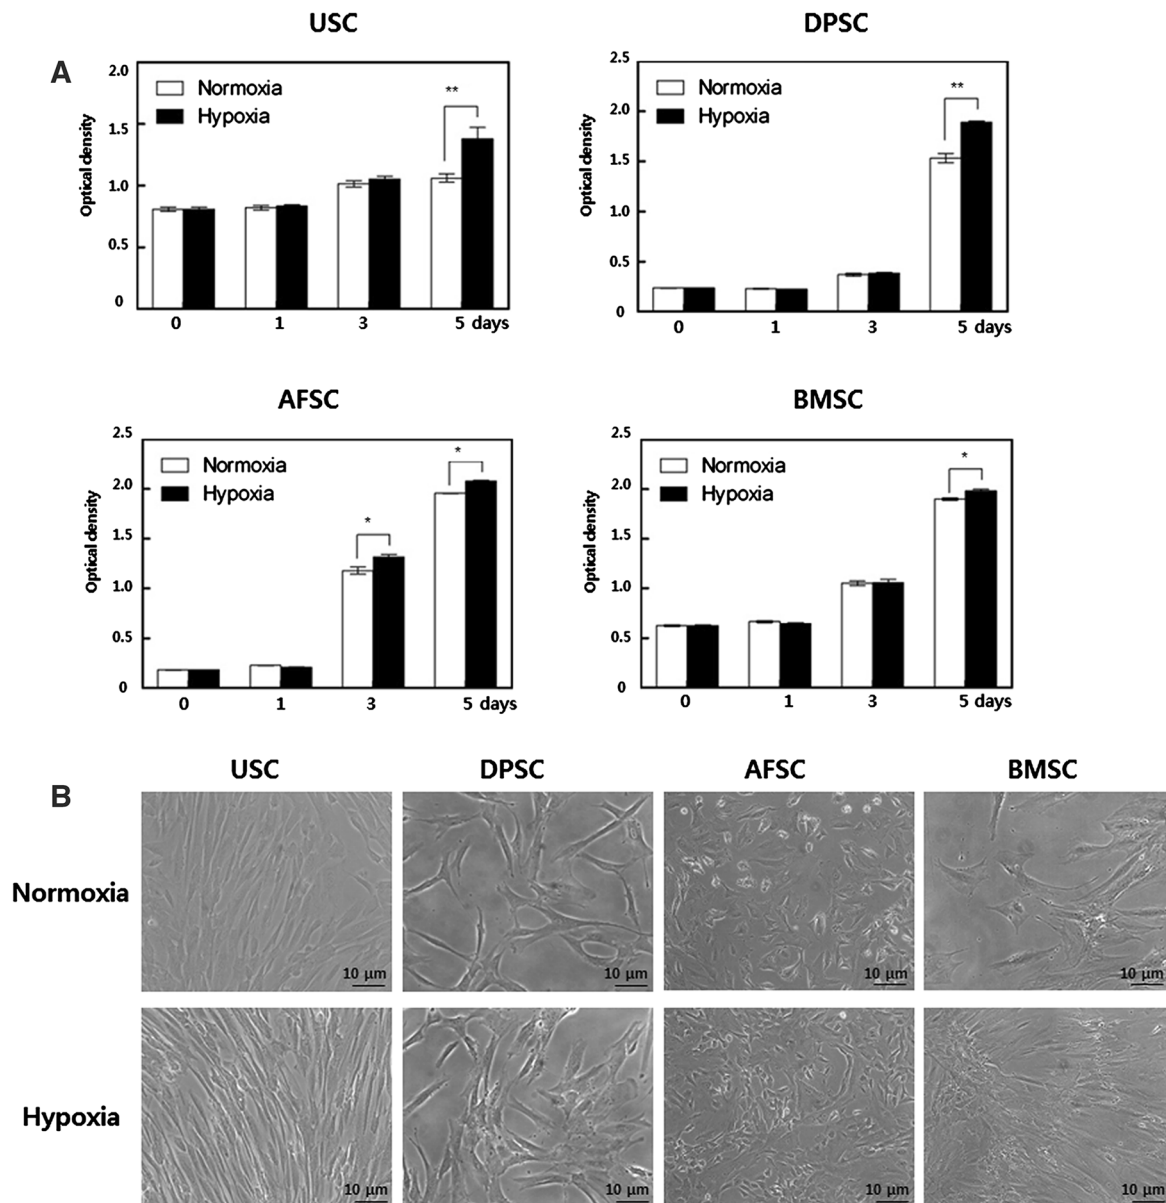 USC
DPSC
A
2.0
1.5
1.0
0.5
0
Optical density
Normoxia
Hypoxia
**
0 1 3 5 days
2.5
2.0
1.5
1.0
0.5
0
Optical density
Normoxia
Hypoxia
**
0 1 3 5 days
AFSC
BMSC
2.5
2.0
1.5
1.0
0.5
0
Optical density
Normoxia
Hypoxia
*
*
0 1 3 5 days
2.5
2.0
1.5
1.0
0.5
0
Optical density
Normoxia
Hypoxia
*
0 1 3 5 days
B
USC DPSC AFSC BMSC
Normoxia
10 μm 10 μm 10 μm 10 μm
Hypoxia
10 μm 10 μm 10 μm 10 μm